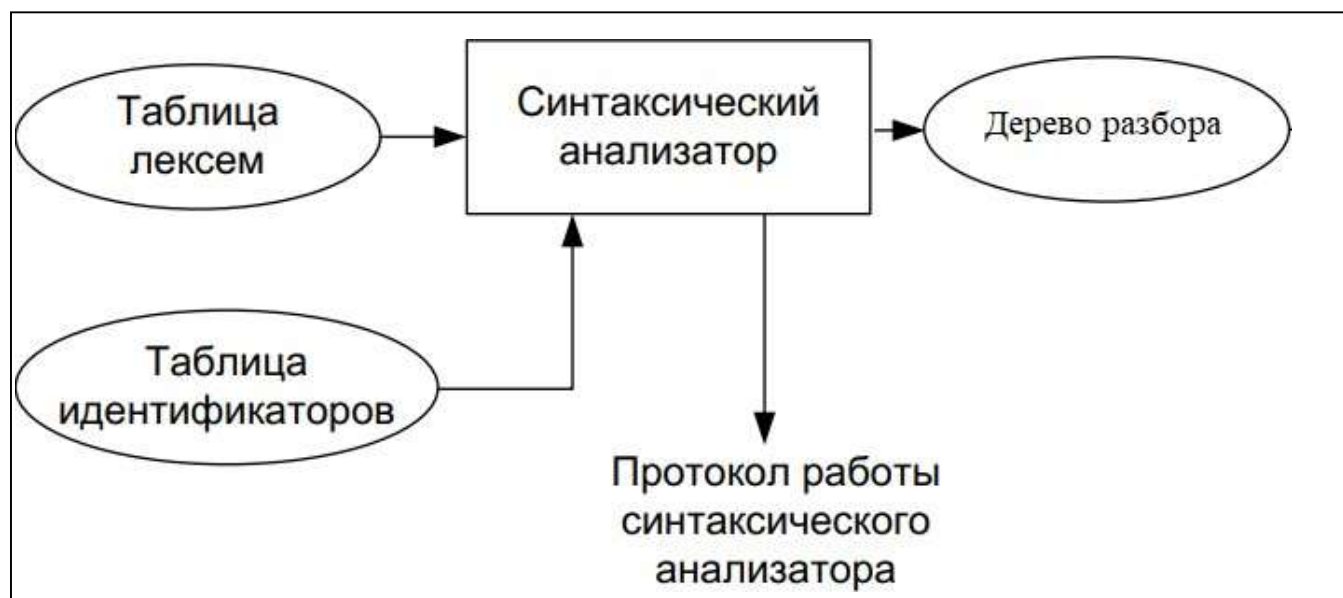 Таблица
лексем
Синтаксический
анализатор
Дерево разбора
Таблица
идентификаторов
Протокол работы
синтаксического
анализатора